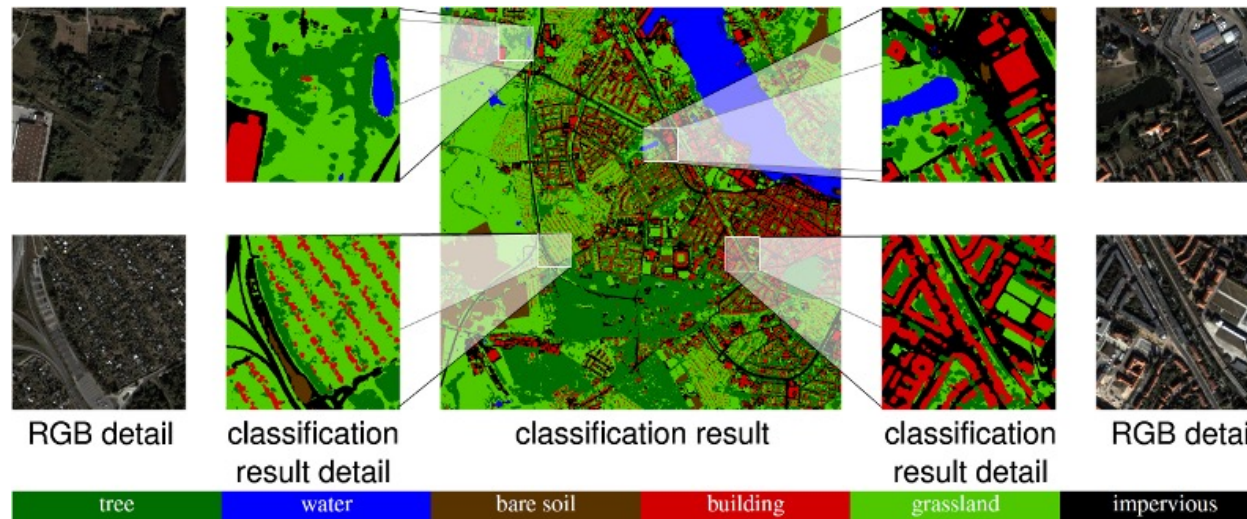 RGB detail
classification
result detail
classification result
classification
result detail
RGB detai
tree
water
bare soil
building
grassland
impervious